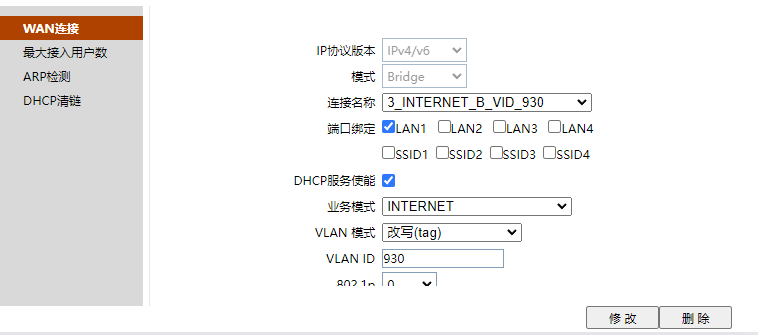 WAN连接
最大接入用户数
ARP检测
DHCP清链
IP协议版本 IPv4/v6
模式 Bridge
连接名称 3_INTERNET_B_VID_930
端口绑定 LAN1 LAN2 LAN3 LAN4
SSID1 SSID2 SSID3 SSID4
DHCP服务使能
业务模式 INTERNET
VLAN 模式 改写(tag)
VLAN ID 930
802.1p 0
修 改 删 除